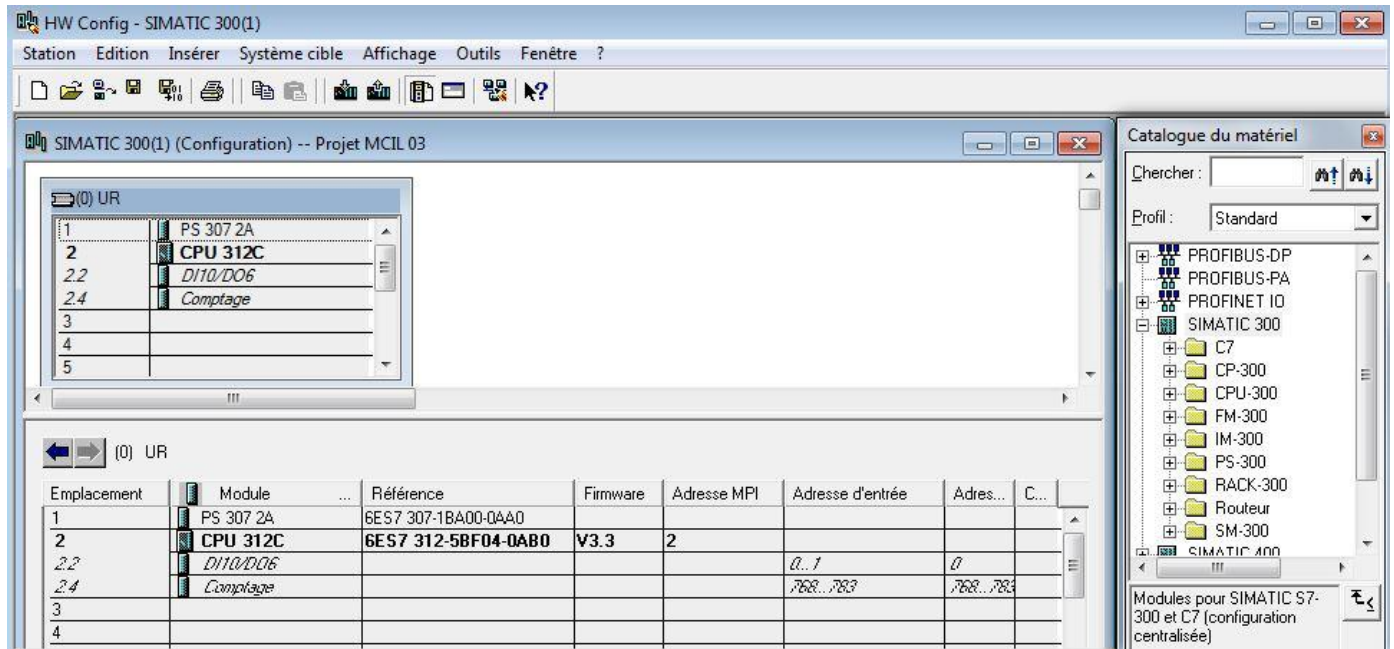 HW Config - SIMATIC 300(1)
Station Edition Insérer Système cible Affichage Outils Fenêtre ?
SIMATIC 300(1) (Configuration) -- Projet MCIL 03
(0) UR
1 PS 307 2A
2 CPU 312C
2.2 DI10/DO6
2.4 Comptage
3
4
5
(0) UR
Emplacement Module ... Référence Firmware Adresse MPI Adresse d'entrée Adres... C...
1 PS 307 2A 6ES7 307-1BA00-0AA0
2 CPU 312C 6ES7 312-5BF04-0AB0 V3.3 2
2.2 DI10/DO6 0...1 0
2.4 Comptage 768...783 768...783
3
4
Catalogue du matériel
Chercher :
Profil : Standard
PROFIBUS-DP
PROFIBUS-PA
PROFINET IO
SIMATIC 300
C7
CP-300
CPU-300
FM-300
IM-300
PS-300
RACK-300
Routeur
SM-300
SIMATIC 400
Modules pour SIMATIC S7-
300 et C7 (configuration
centralisée)